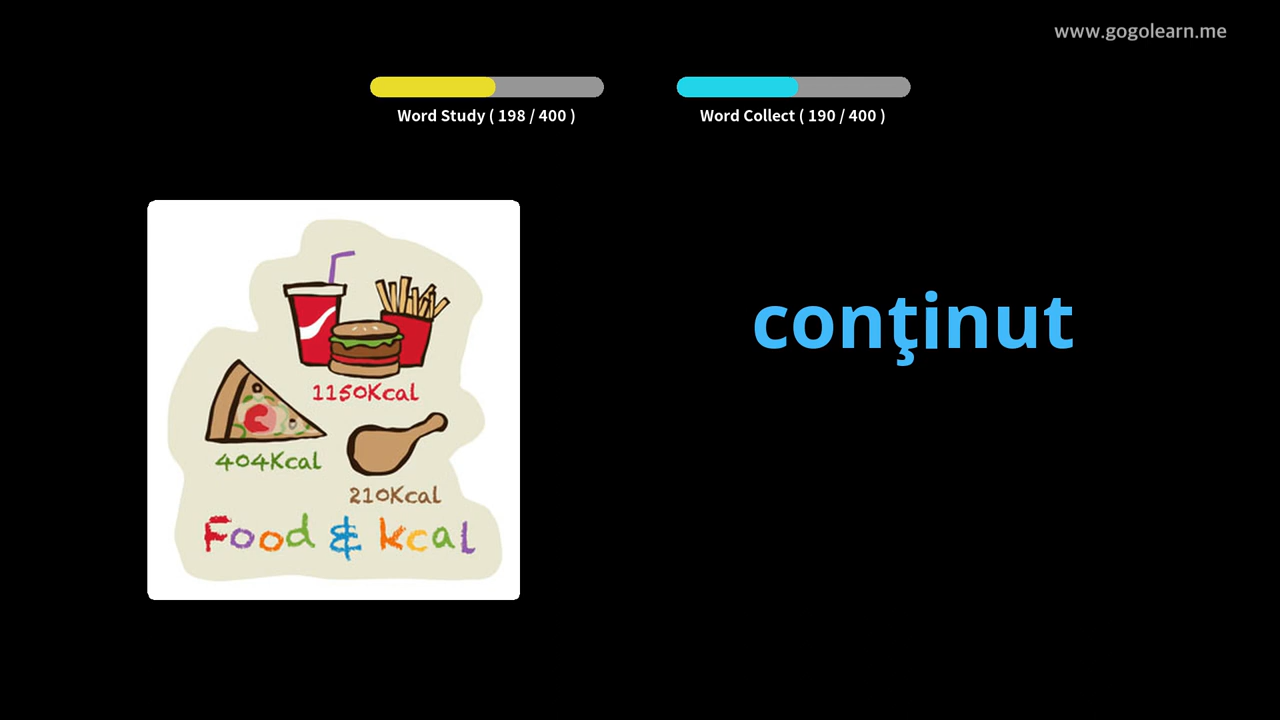 www.gogolearn.me
Word Study ( 198 / 400 )
Word Collect ( 190 / 400 )
conţinut
1150Kcal
404Kcal
210Kcal
Food & kcal